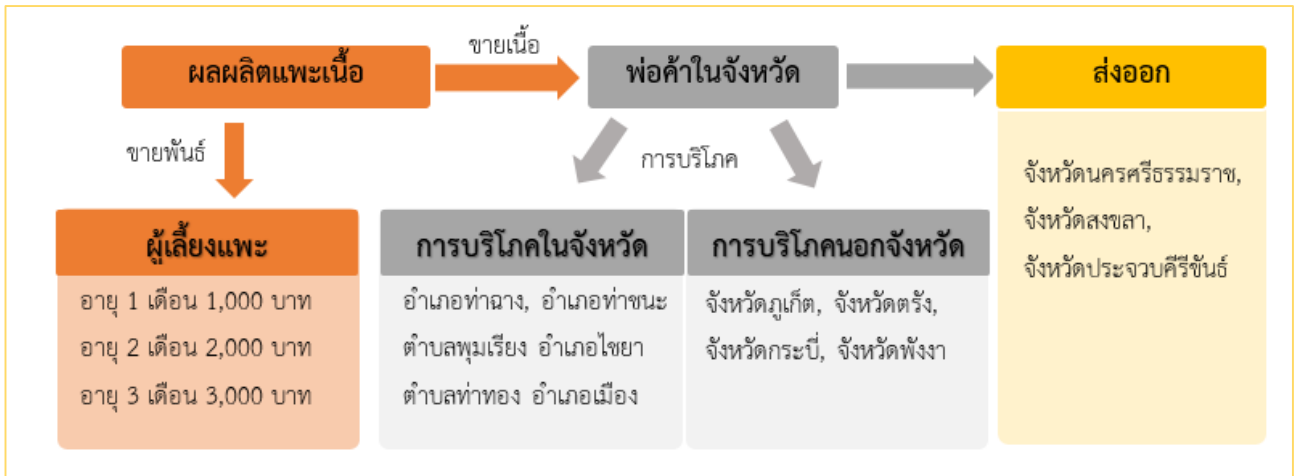 ผลผลิตแพะเนื้อ
ขายเนื้อ
พ่อค้าในจังหวัด
ส่งออก
ขายพันธ์
การบริโภค
จังหวัดนครศรีธรรมราช,
จังหวัดสงขลา,
จังหวัดประจวบคีรีขันธ์
ผู้เลี้ยงแพะ
อายุ 1 เดือน 1,000 บาท
อายุ 2 เดือน 2,000 บาท
อายุ 3 เดือน 3,000 บาท
การบริโภคในจังหวัด
อำเภอท่าฉาง, อำเภอท่าชนะ
ตำบลพุมเรียง อำเภอไชยา
ตำบลท่าทอง อำเภอเมือง
การบริโภคนอกจังหวัด
จังหวัดภูเก็ต, จังหวัดตรัง,
จังหวัดกระบี่, จังหวัดพังงา